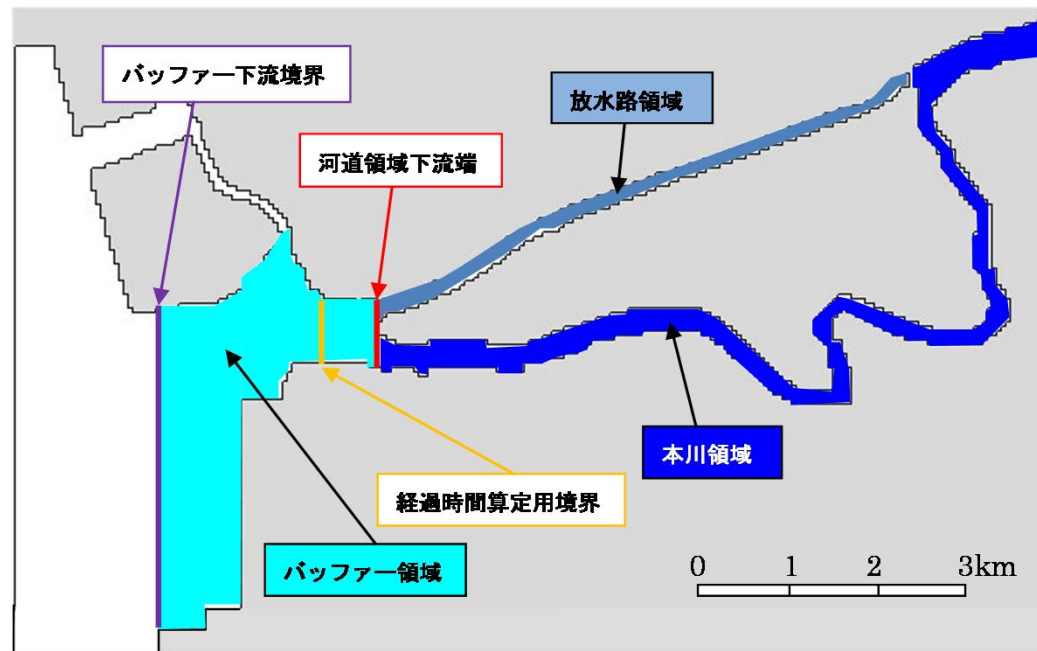 バッファー下流境界
放水路領域
河道領域下流端
本川領域
経過時間算定用境界
バッファー領域
0 1 2 3km